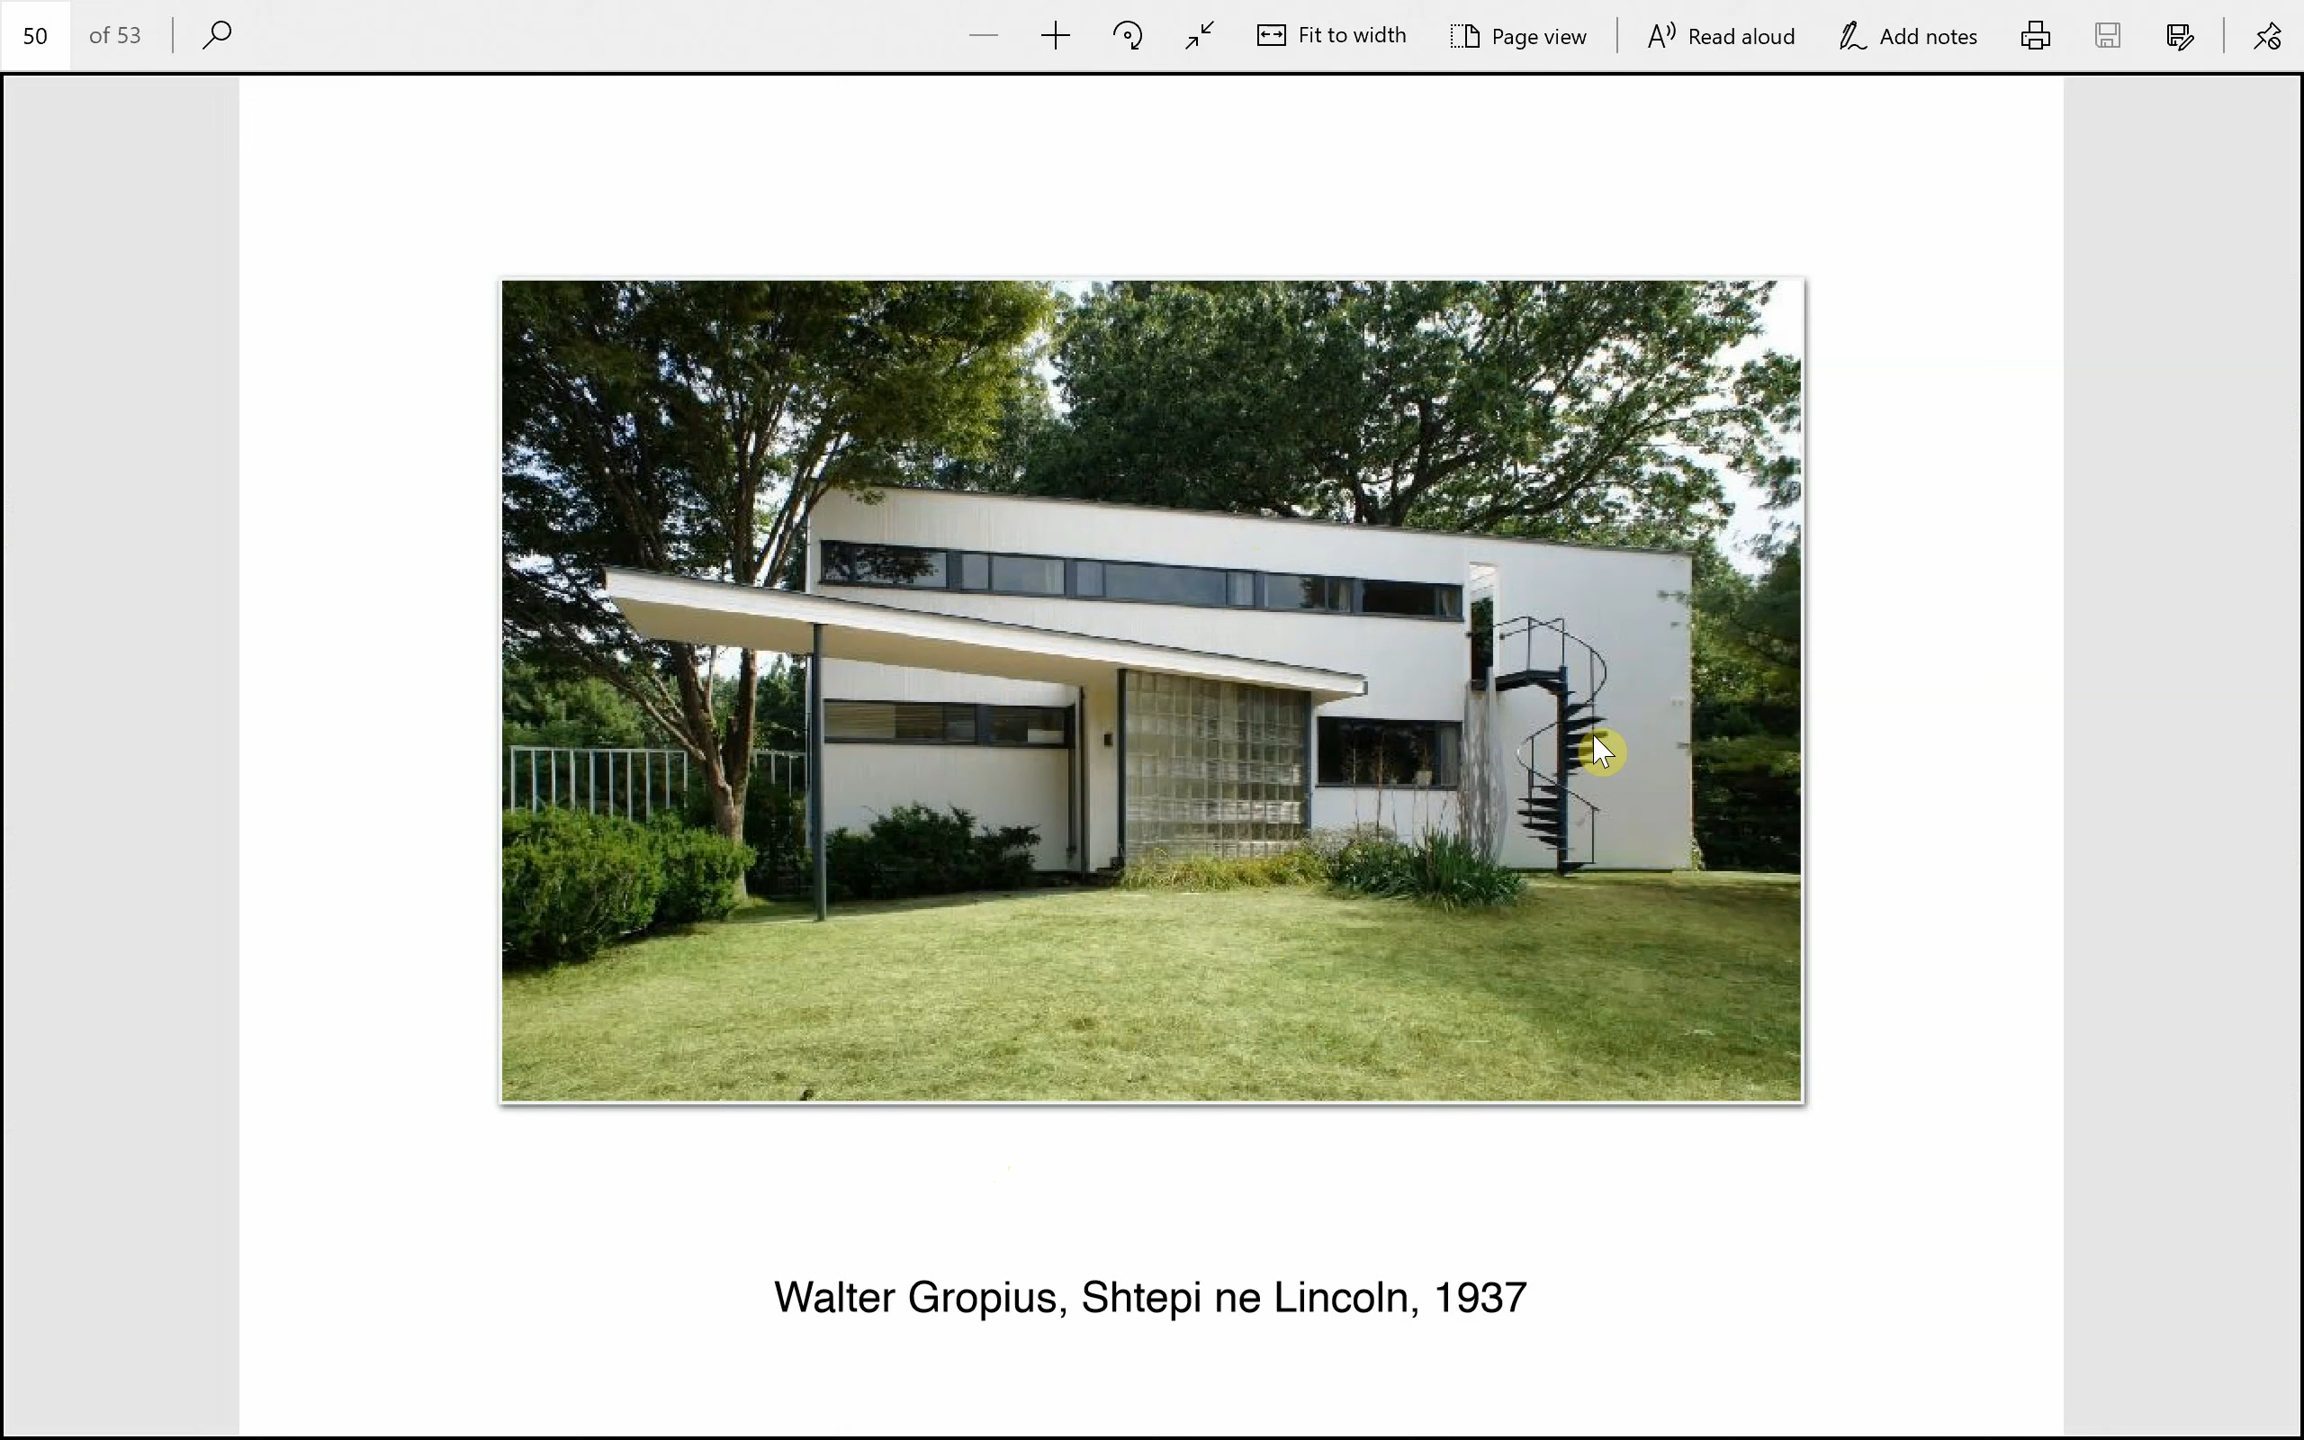 50 of 53 Fit to width Page view Read aloud Add notes
Walter Gropius, Shtepi ne Lincoln, 1937